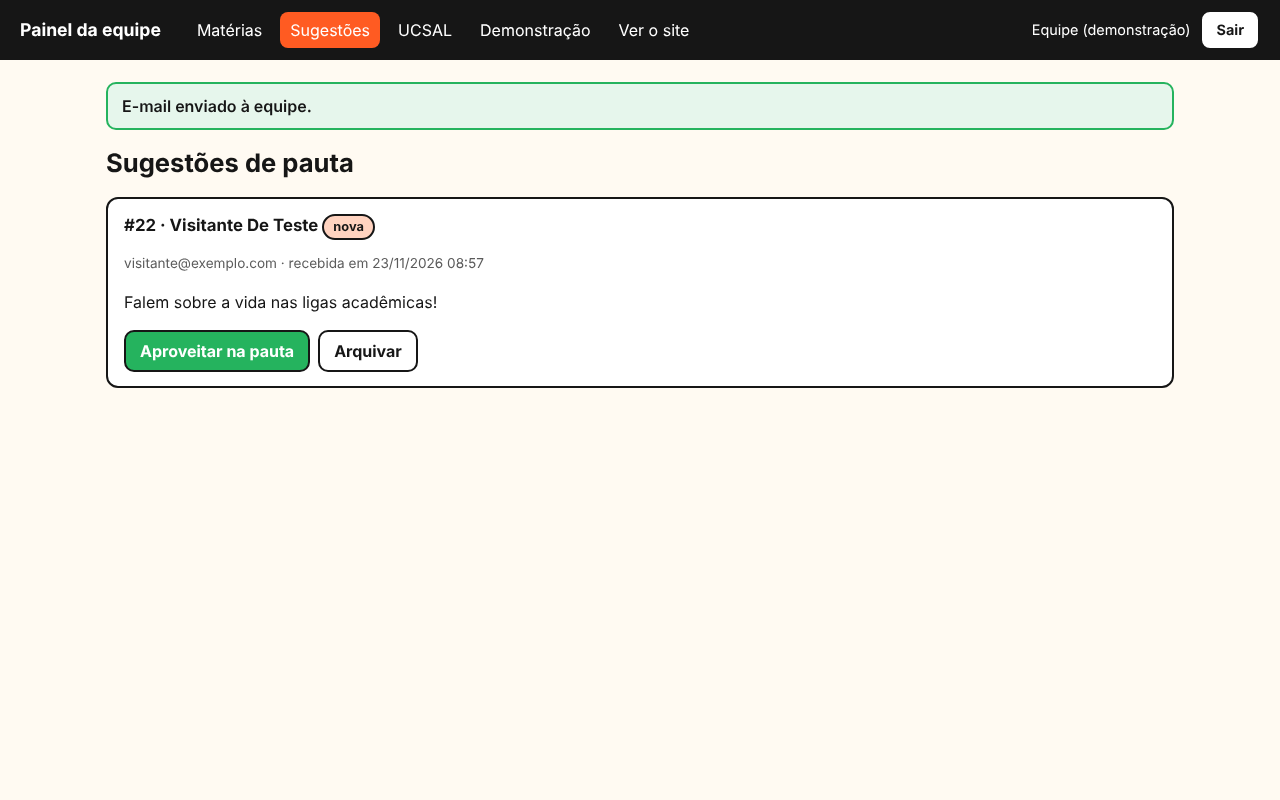 Painel da equipe Matérias Sugestões UCSAL Demonstração Ver o site Equipe (demonstração) Sair
E-mail enviado à equipe.
Sugestões de pauta
#22 · Visitante De Teste nova
visitante@exemplo.com · recebida em 23/11/2026 08:57
Falem sobre a vida nas ligas acadêmicas!
Aproveitar na pauta Arquivar